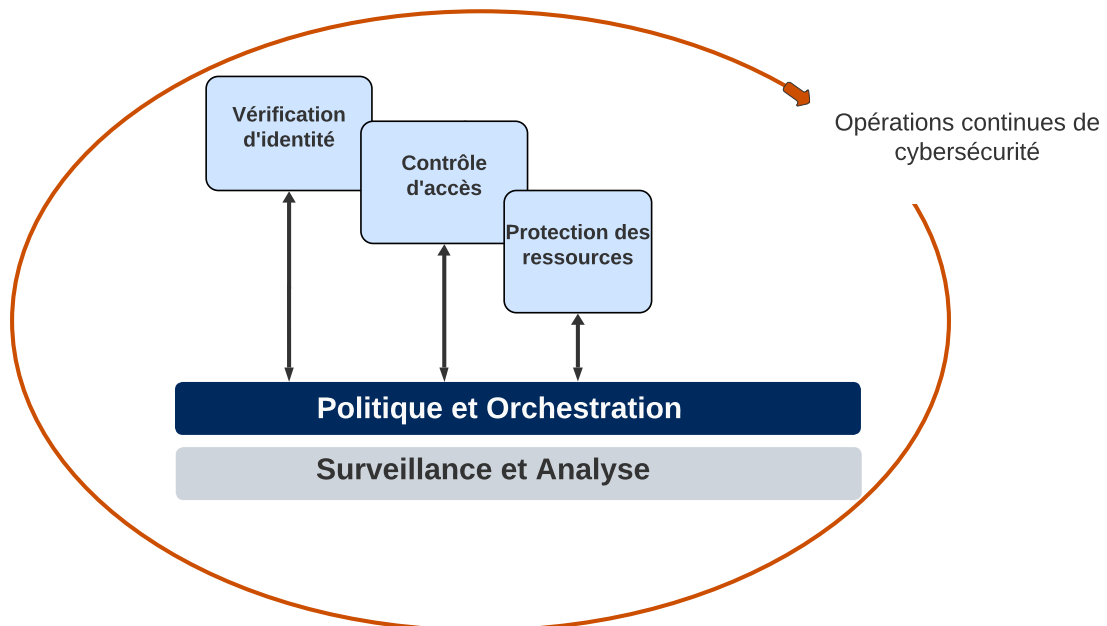 Vérification
d'identité
Contrôle
d'accès
Protection des
ressources
Opérations continues de
cybersécurité
Politique et Orchestration
Surveillance et Analyse